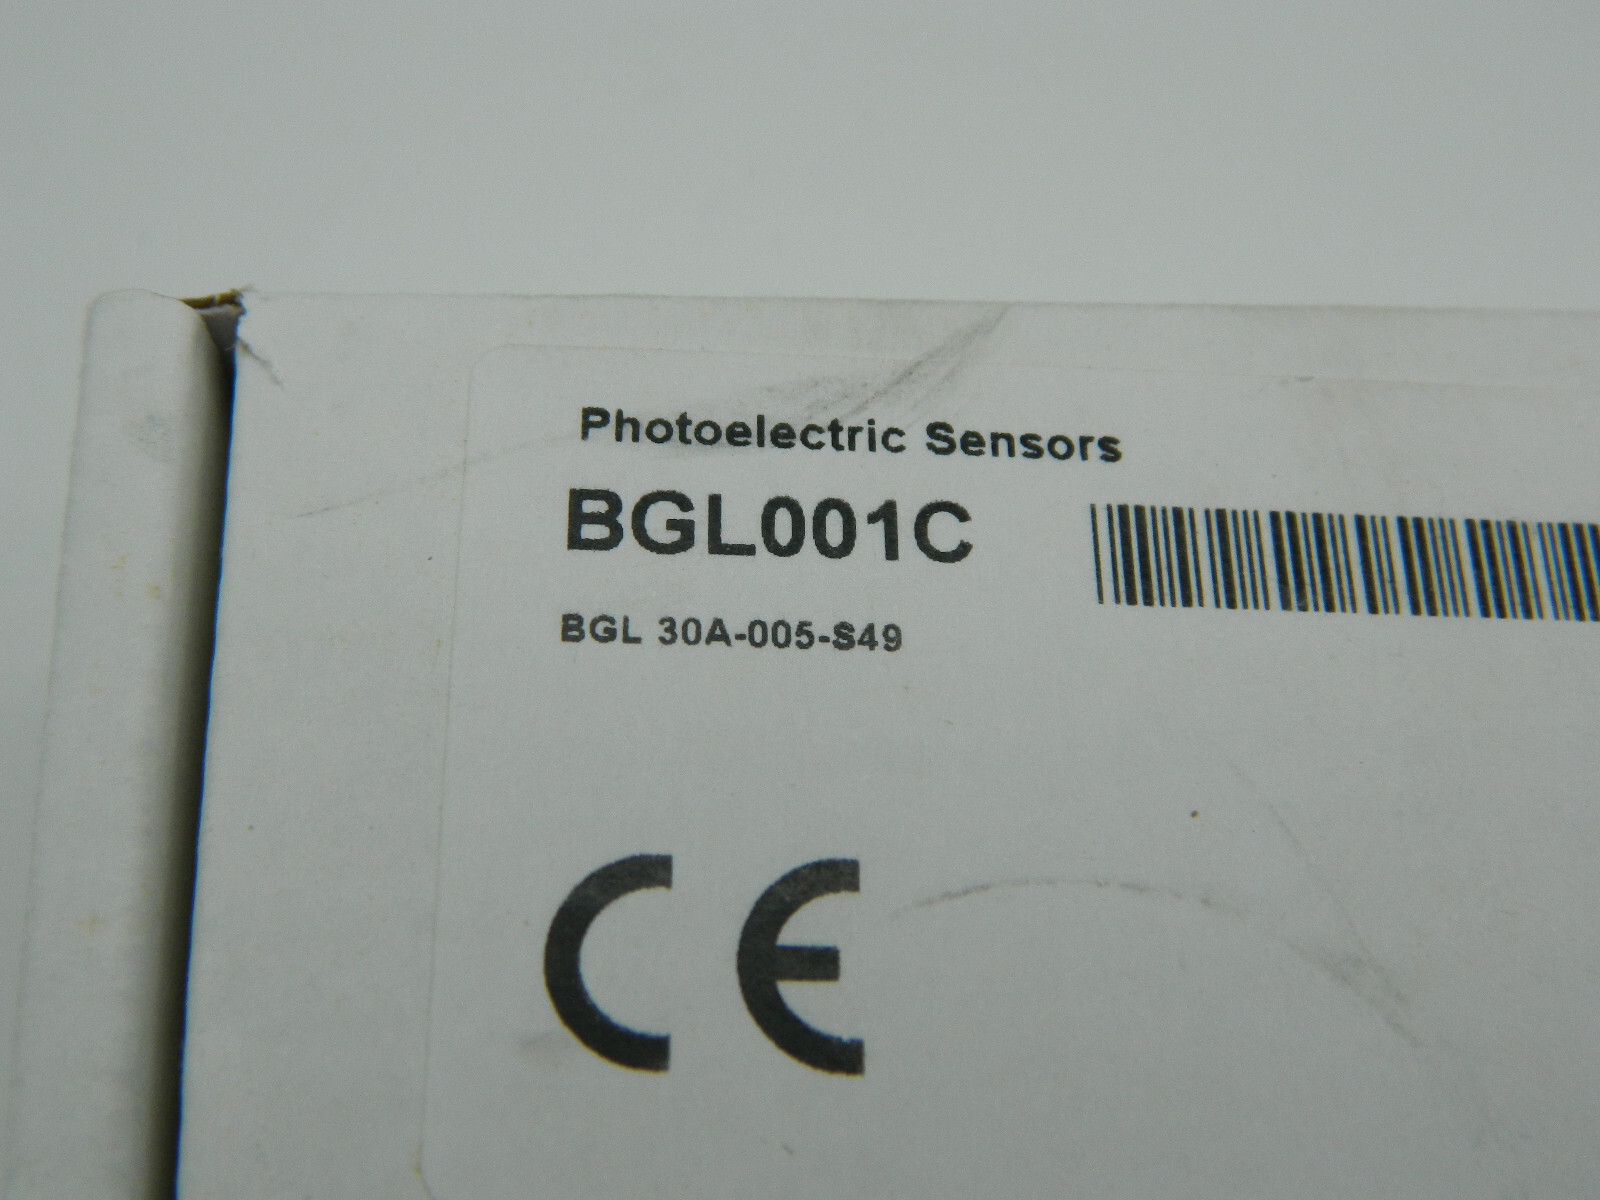 Photoelectric Sensors
BGL001C
BGL 30A-005-S49
CE